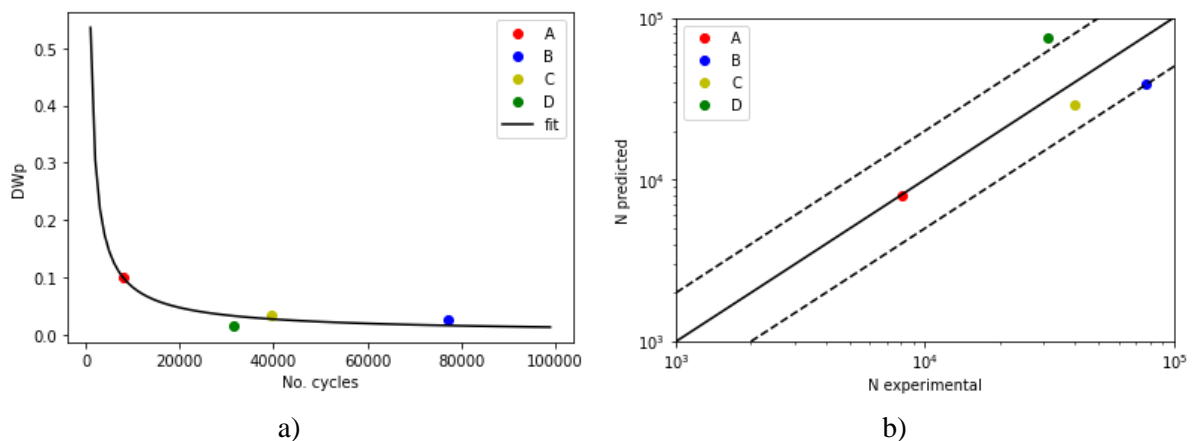 DWp
0.5
0.4
0.3
0.2
0.1
0.0
A
B
C
D
fit
0 20000 40000 60000 80000 100000
No. cycles
a)
N predicted
10^5
10^4
10^3
A
B
C
D
10^3 10^4 10^5
N experimental
b)